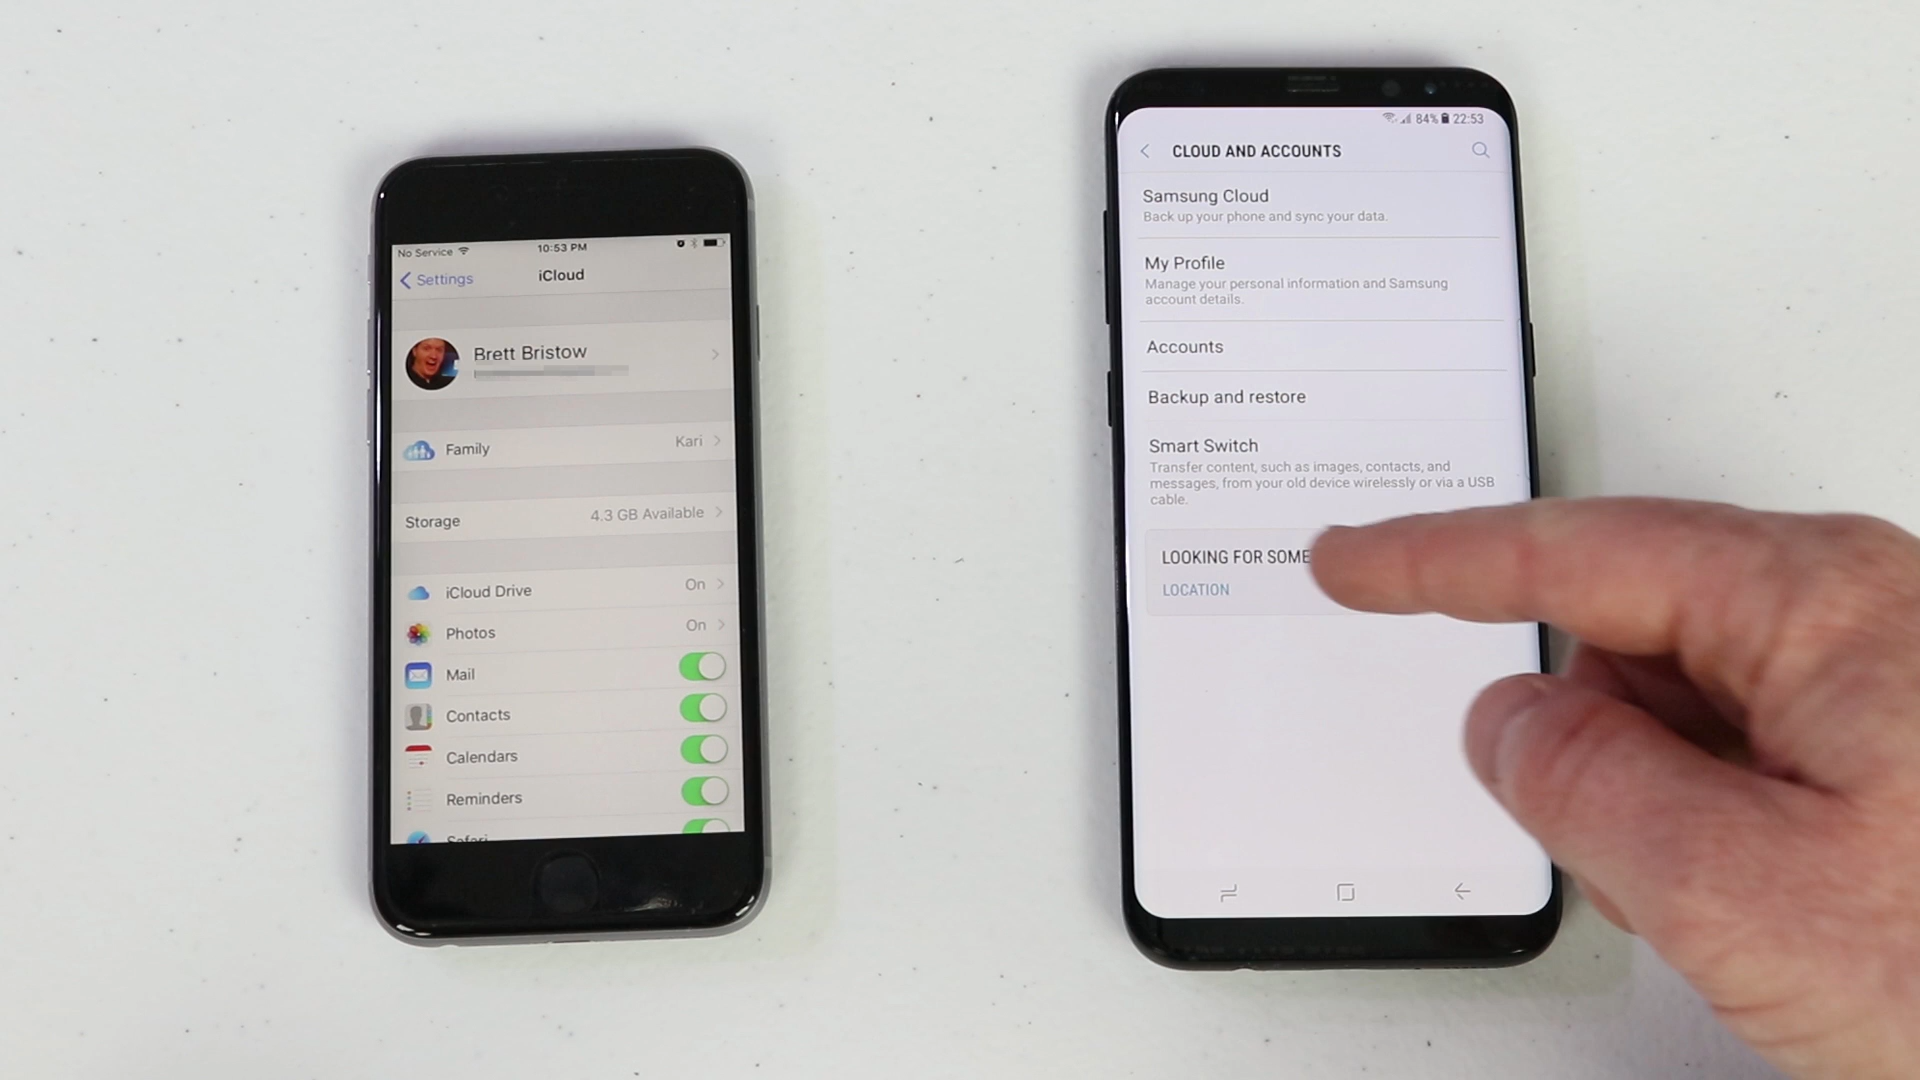 No Service
10:53 PM
Settings
iCloud
Brett Bristow
Family
Kari
Storage
4.3 GB Available
iCloud Drive
On
Photos
On
Mail
Contacts
Calendars
Reminders
Safari
84%
22:53
CLOUD AND ACCOUNTS
Samsung Cloud
Back up your phone and sync your data.
My Profile
Manage your personal information and Samsung
account details.
Accounts
Backup and restore
Smart Switch
Transfer content, such as images, contacts, and
messages, from your old device wirelessly or via a USB
cable.
LOOKING FOR SOME
LOCATION